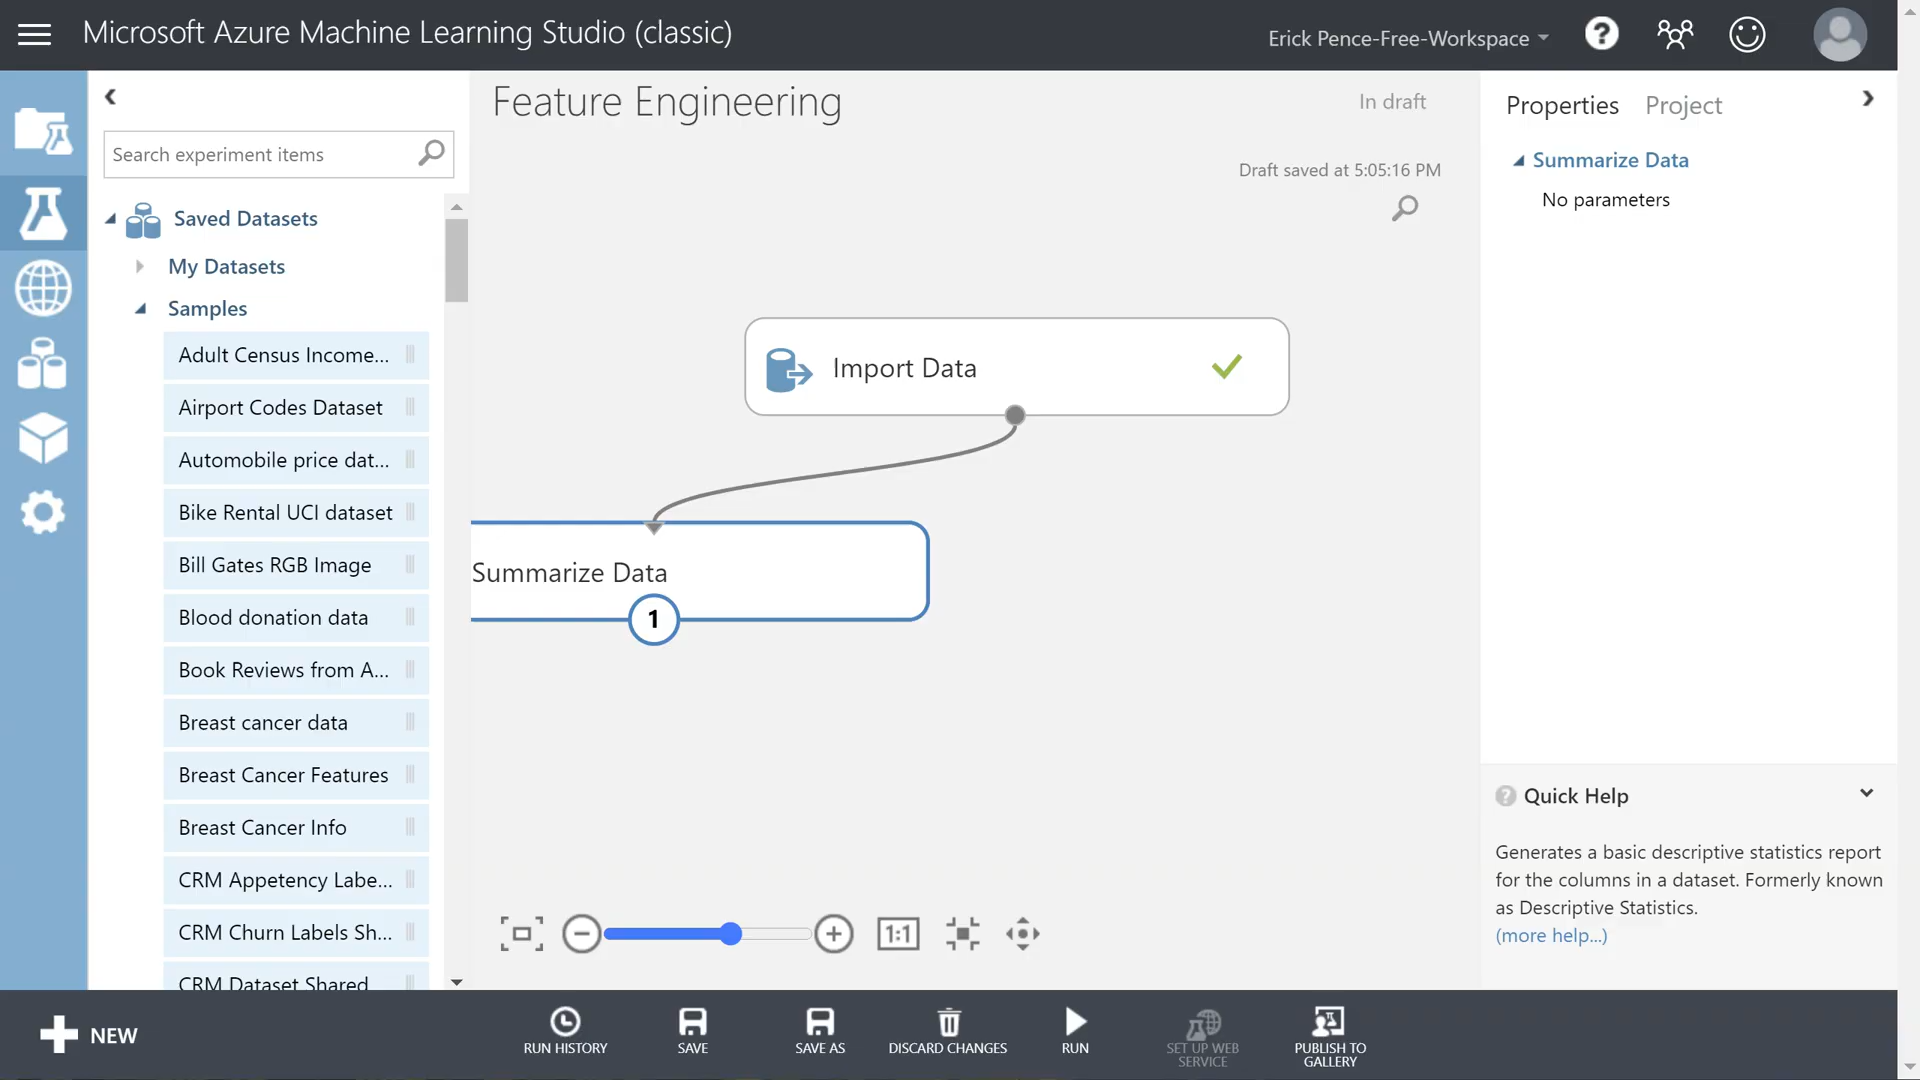 Microsoft Azure Machine Learning Studio (classic)
Erick Pence-Free-Workspace
?
Search experiment items
Saved Datasets
My Datasets
Samples
Adult Census Income...
Airport Codes Dataset
Automobile price dat...
Bike Rental UCI dataset
Bill Gates RGB Image
Blood donation data
Book Reviews from A...
Breast cancer data
Breast Cancer Features
Breast Cancer Info
CRM Appetency Labe...
CRM Churn Labels Sh...
CRM Dataset Shared
Feature Engineering
In draft
Draft saved at 5:05:16 PM
Import Data
Summarize Data
1
1:1
Properties
Project
Summarize Data
No parameters
? Quick Help
Generates a basic descriptive statistics report
for the columns in a dataset. Formerly known
as Descriptive Statistics.
(more help...)
NEW
RUN HISTORY
SAVE
SAVE AS
DISCARD CHANGES
RUN
SET UP WEB
SERVICE
PUBLISH TO
GALLERY